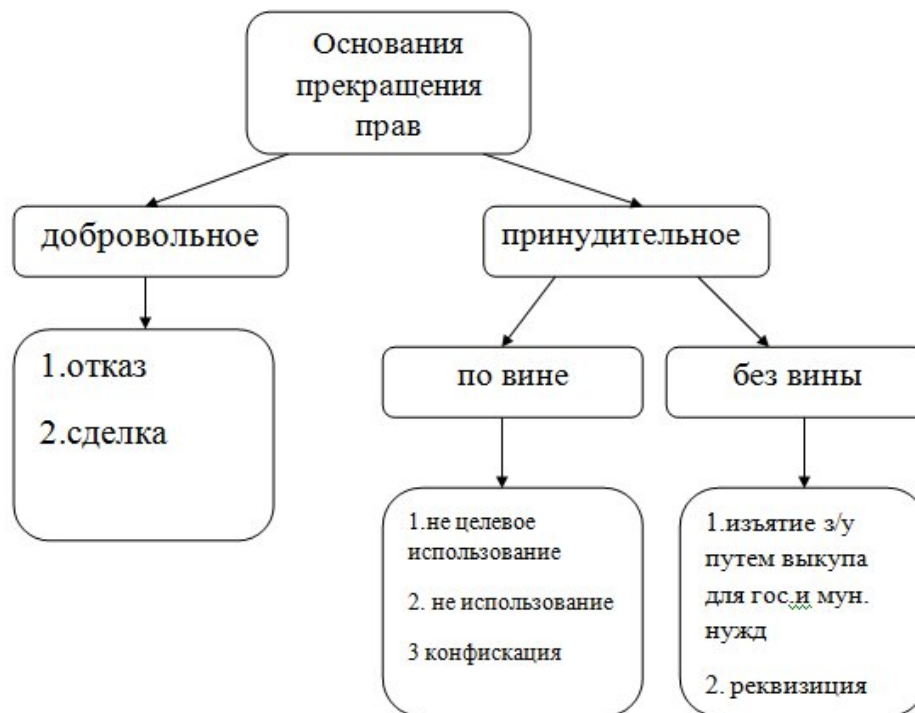 Основания
прекращения
прав
добровольное
принудительное
1.отказ
2.сделка
по вине
без вины
1.не целевое
использование
2. не использование
3 конфискация
1.изъятие з/у
путем выкупа
для гос.и мун.
нужд
2. реквизиция